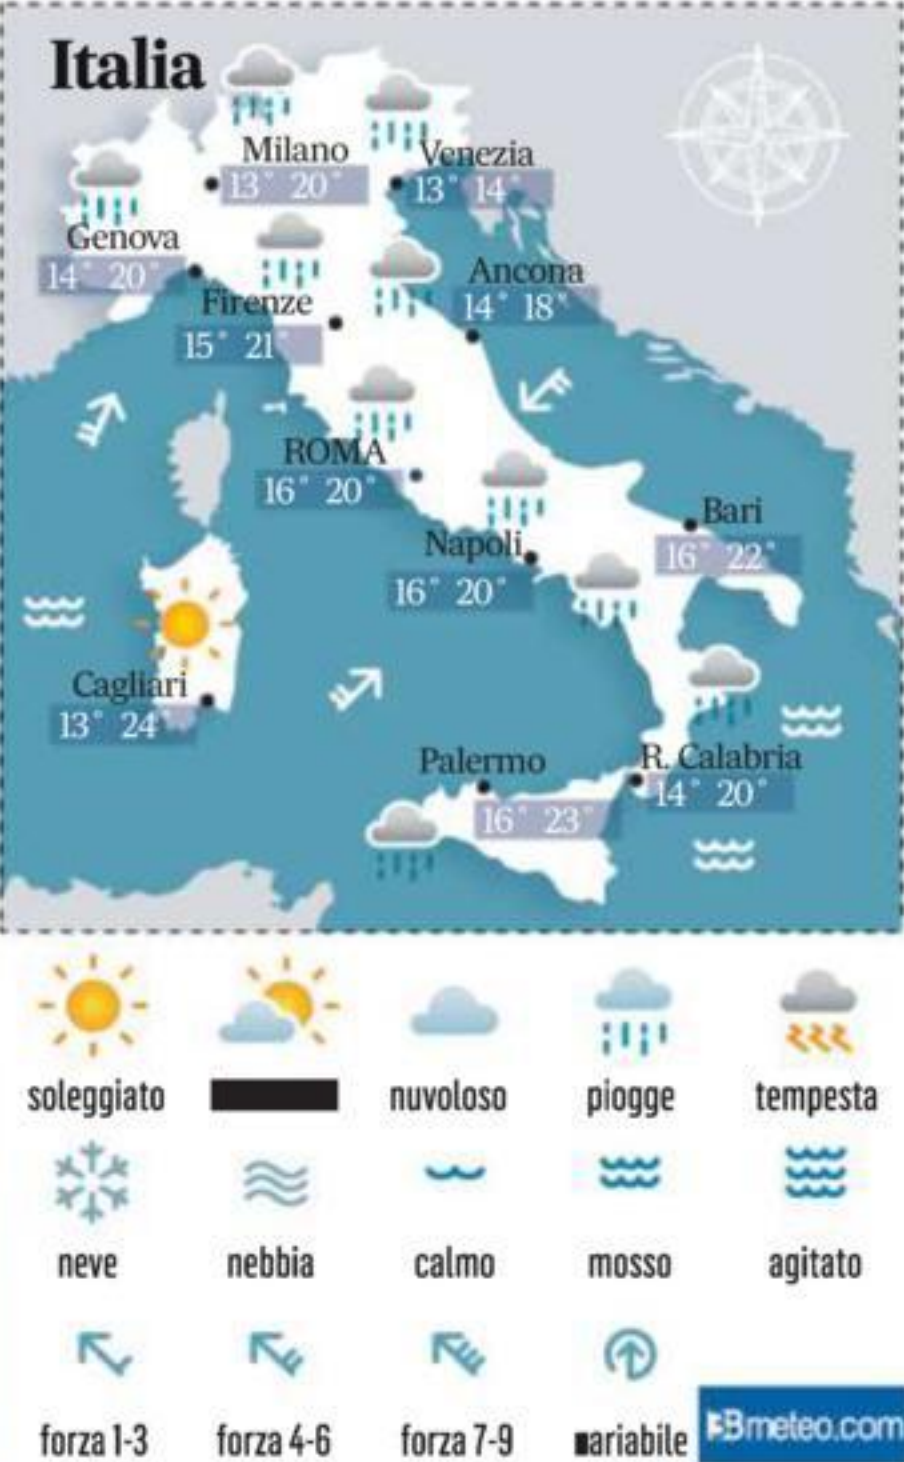 Italia
Milano
13° 20°
Venezia
13° 14°
Genova
14° 20°
Firenze
15° 21°
Ancona
14° 18°
ROMA
16° 20°
Napoli
16° 20°
Bari
16° 22°
Cagliari
13° 24°
Palermo
16° 23°
R. Calabria
14° 20°
soleggiato
nuvoloso
piogge
tempesta
neve
nebbia
calmo
mosso
agitato
forza 1-3
forza 4-6
forza 7-9
ariabile
3Bmeteo.com